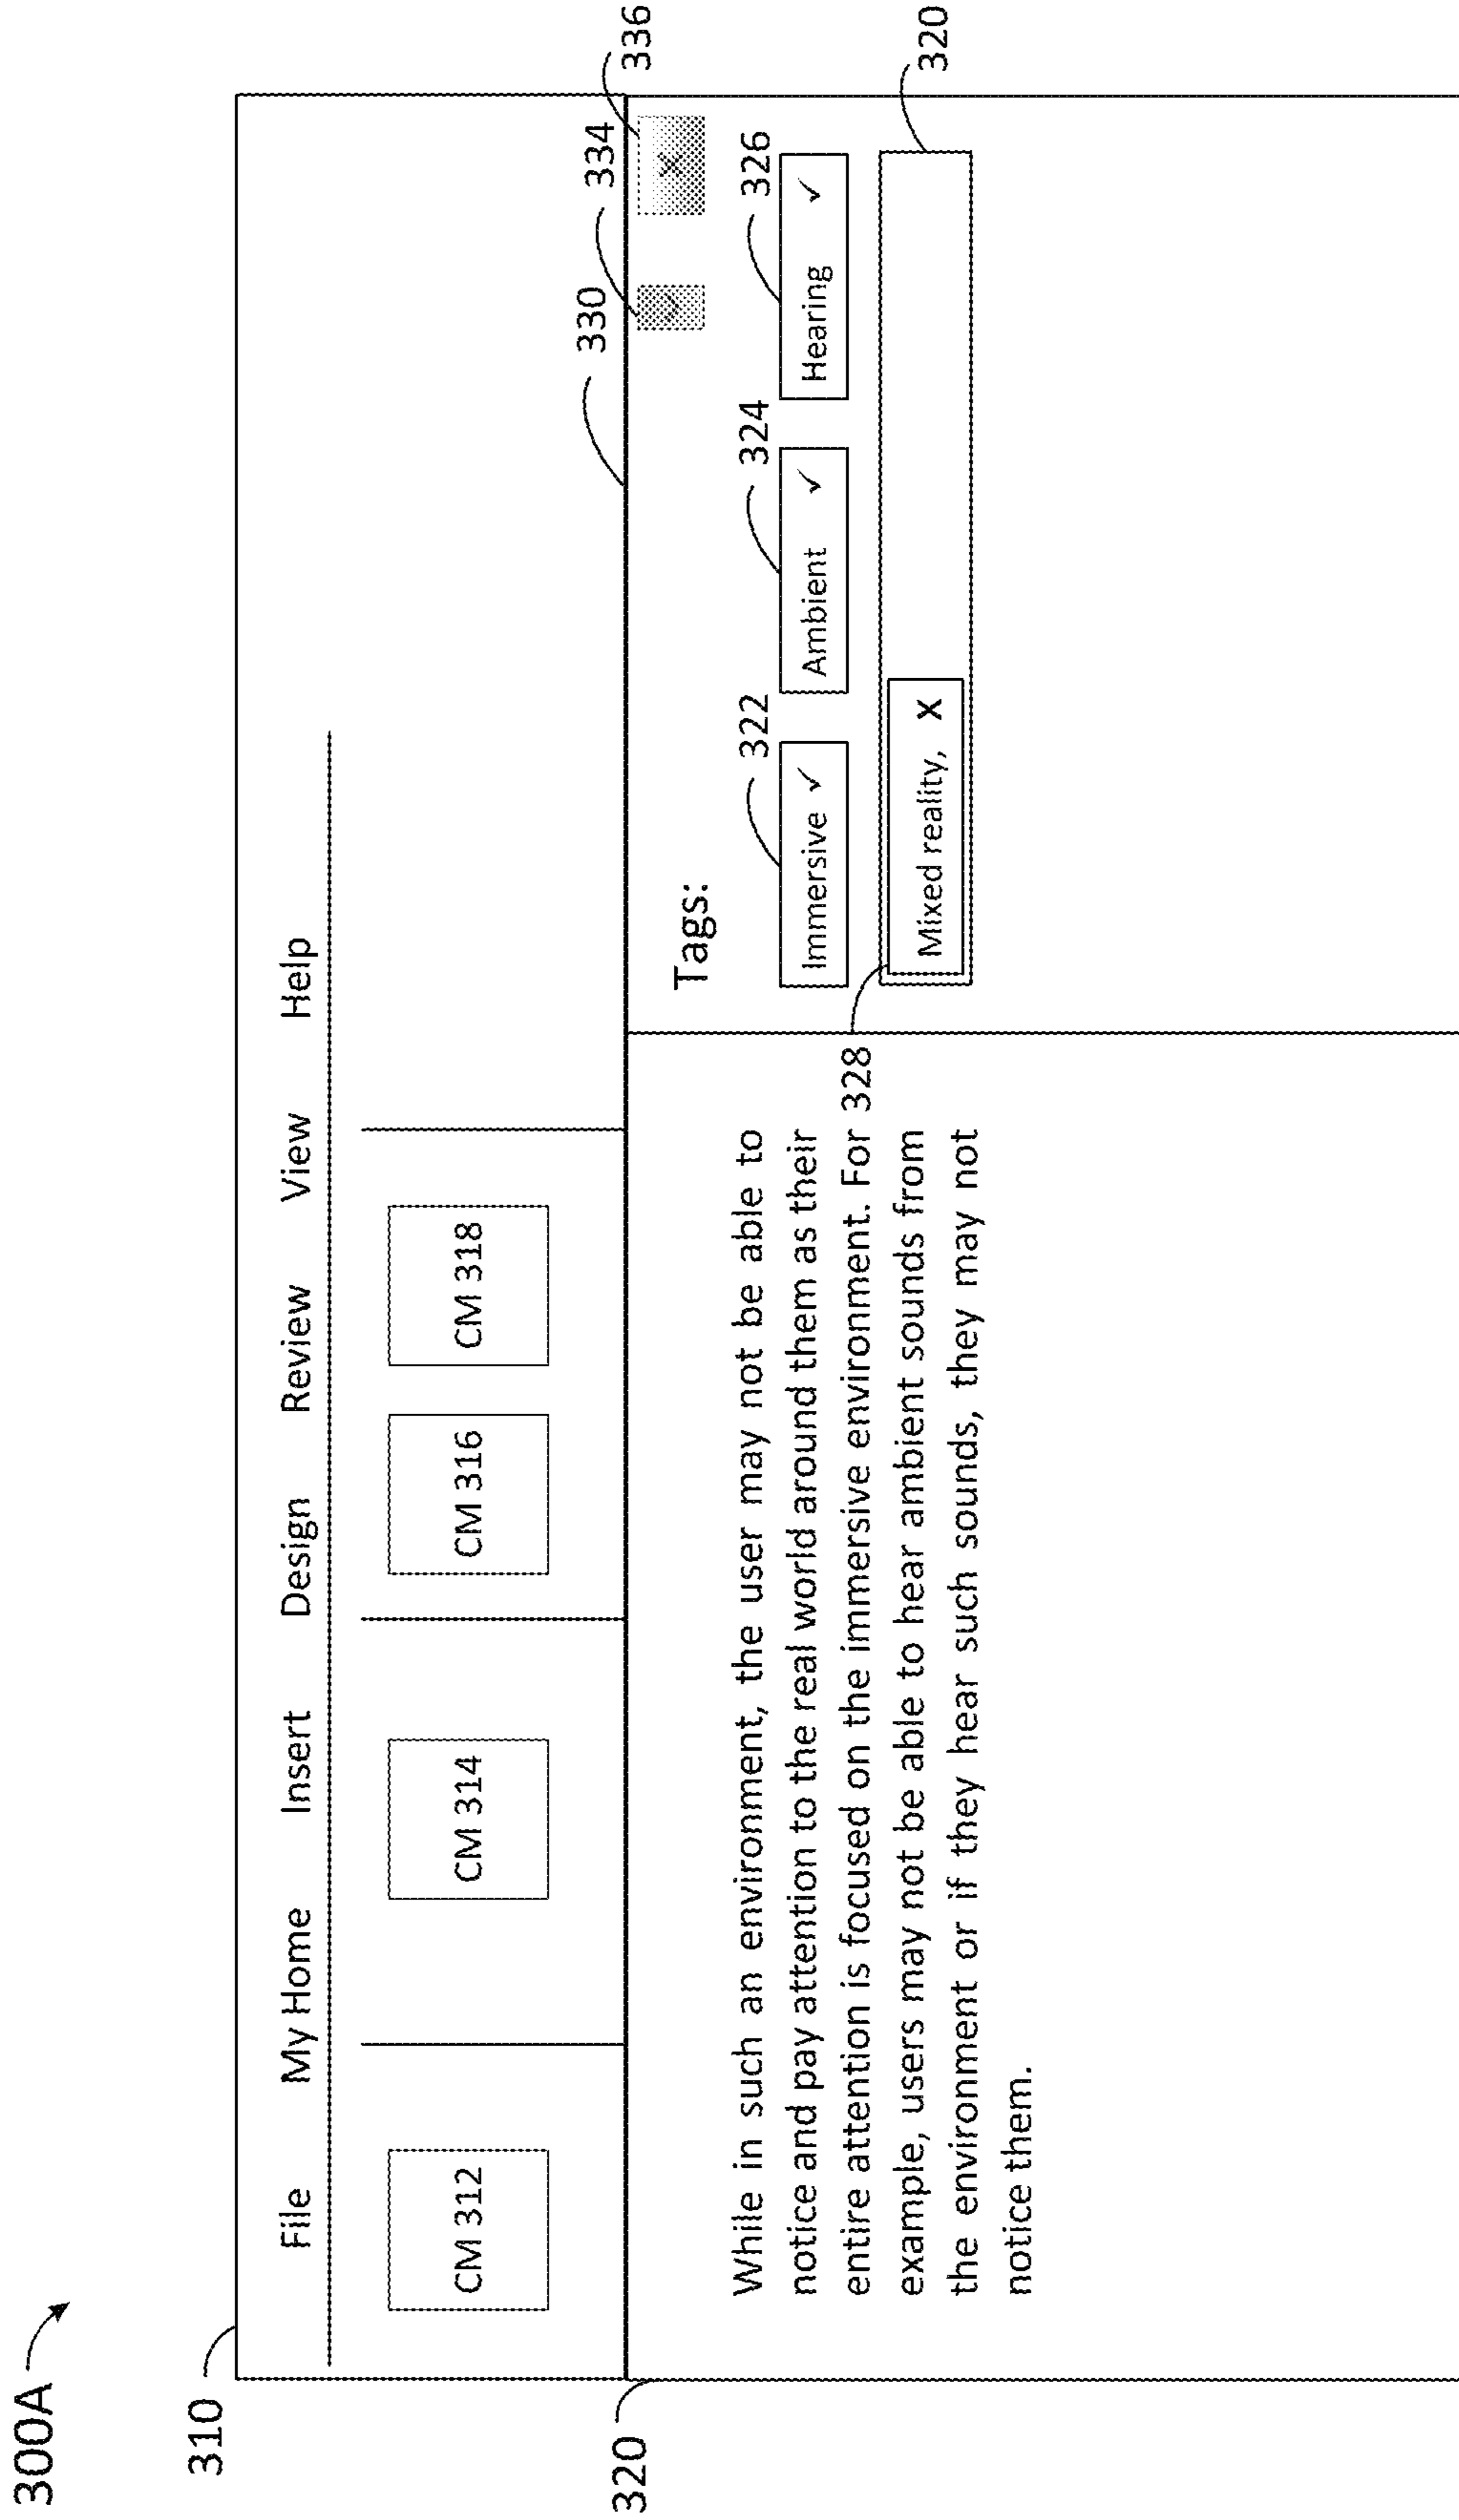 300A
310
File My Home Insert Design Review View Help
CM 312
CM 314
CM 316
CM 318
320
330
334
336
While in such an environment, the user may not be able to
notice and pay attention to the real world around them as their
entire attention is focused on the immersive environment. For
example, users may not be able to hear ambient sounds from
the environment or if they hear such sounds, they may not
notice them.
Tags:
✓
X
322
324
326
Immersive ✓
Ambient ✓
Hearing ✓
328
Mixed reality, X
320